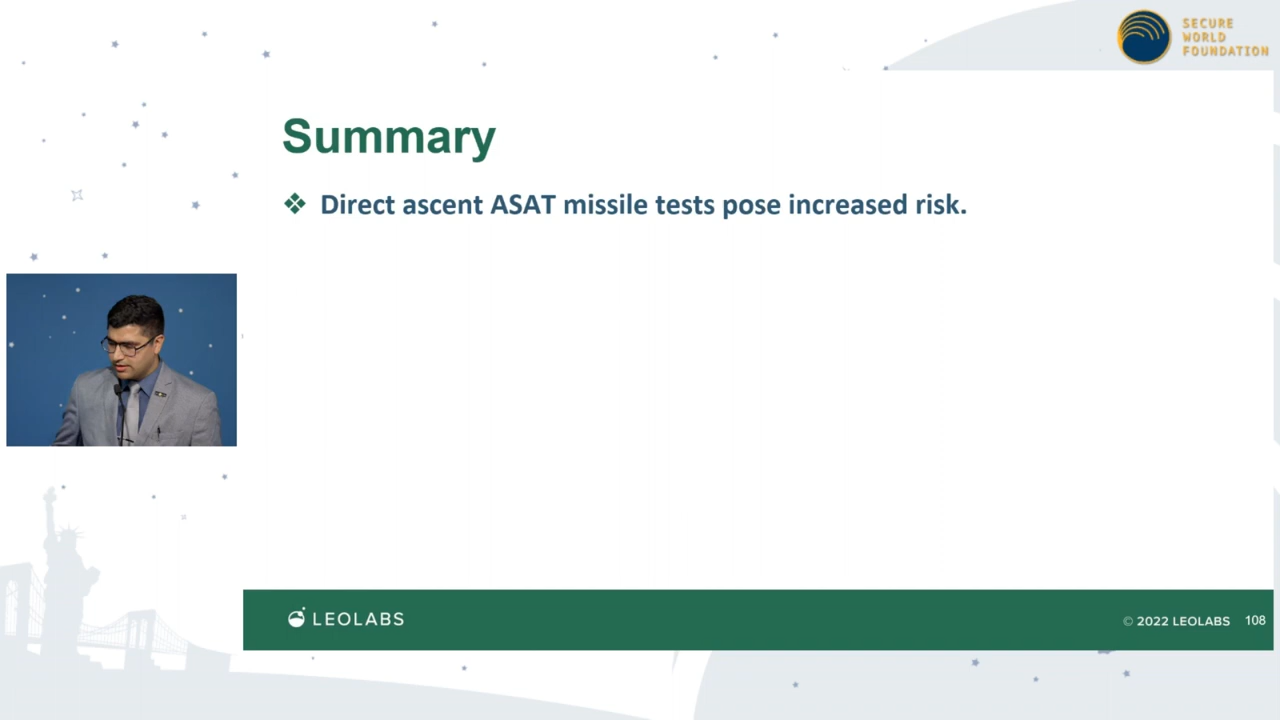 SECURE
WORLD
FOUNDATION
Summary
❖ Direct ascent ASAT missile tests pose increased risk.
LEOLABS
© 2022 LEOLABS 108